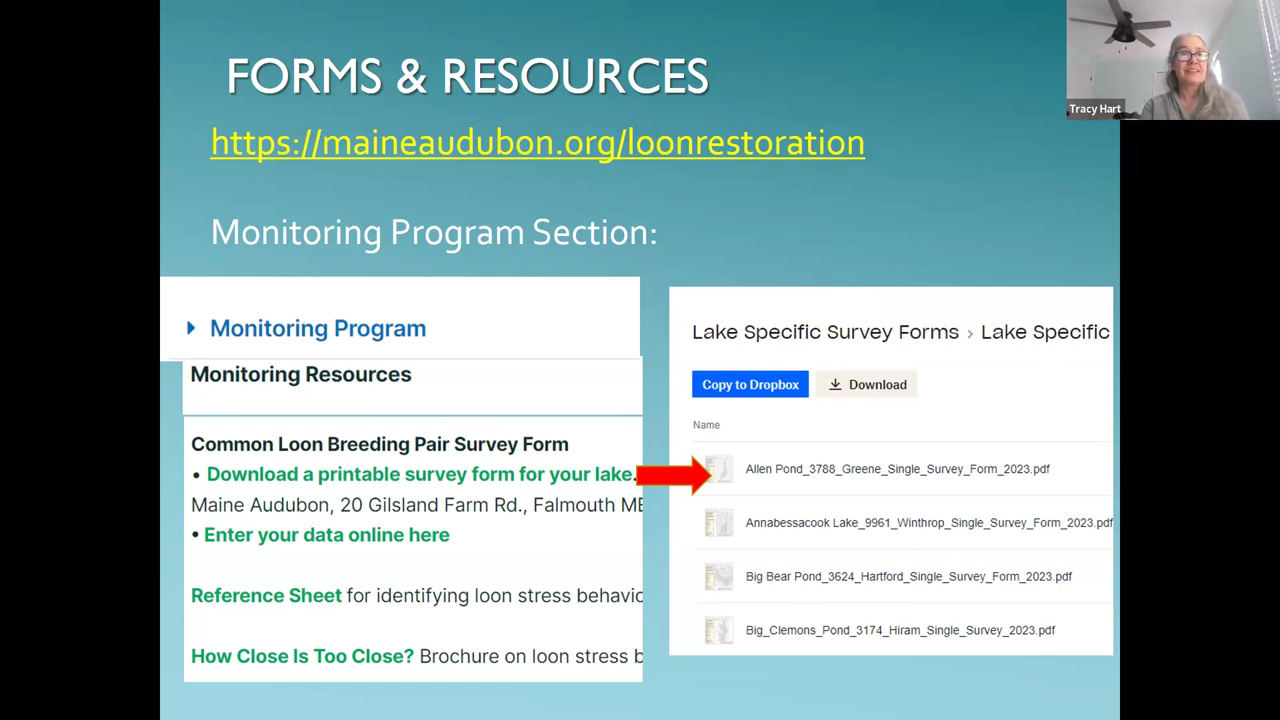 FORMS & RESOURCES
https://maineaudubon.org/loonrestoration
Tracy Hart
Monitoring Program Section:
Monitoring Program
Monitoring Resources
Common Loon Breeding Pair Survey Form
• Download a printable survey form for your lake.
Maine Audubon, 20 Gilsland Farm Rd., Falmouth ME
• Enter your data online here
Reference Sheet for identifying loon stress behavio
How Close Is Too Close? Brochure on loon stress b
Lake Specific Survey Forms › Lake Specific
Copy to Dropbox
Download
Name
Allen Pond_3788_Greene_Single_Survey_Form_2023.pdf
Annabessacook Lake_9961_Winthrop_Single_Survey_Form_2023.pdf
Big Bear Pond_3624_Hartford_Single_Survey_Form_2023.pdf
Big_Clemons_Pond_3174_Hiram_Single_Survey_2023.pdf